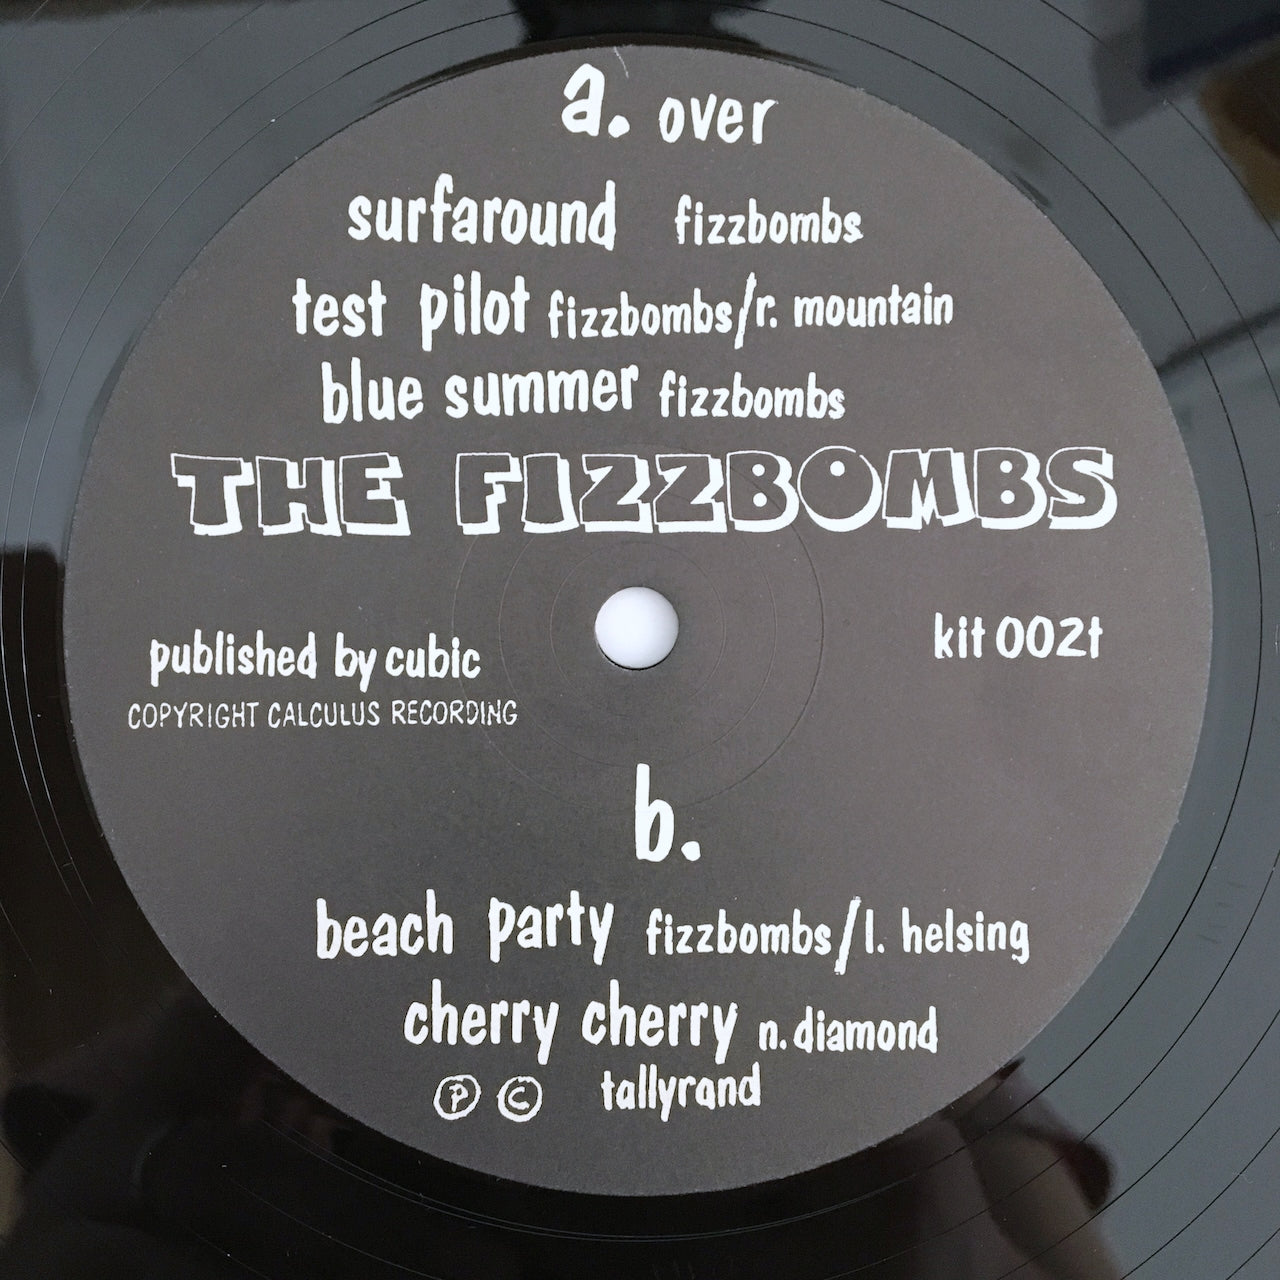 a. over
surfaround fizzbombs
test pilot fizzbombs/r. mountain
blue summer fizzbombs
THE FIZZBOMBS
published by cubic
COPYRIGHT CALCULUS RECORDING
kit 002t
b.
beach party fizzbombs/l. helsing
cherry cherry n. diamond
Ⓟ © tallyrand